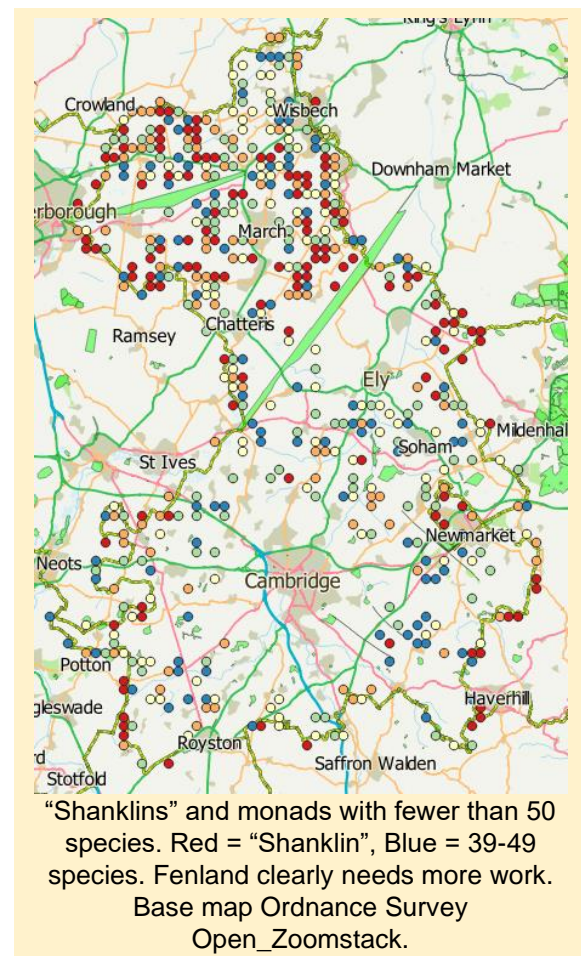 King's Lynn
Crowland
Wisbech
Downham Market
erborough
March
Chatteris
Ramsey
Ely
Mildenhal
St Ives
Soham
Newmarket
Neots
Cambridge
Potton
gleswade
Haverhill
Royston
Saffron Walden
Stotfold
“Shanklins” and monads with fewer than 50
species. Red = “Shanklin”, Blue = 39-49
species. Fenland clearly needs more work.
Base map Ordnance Survey
Open_Zoomstack.